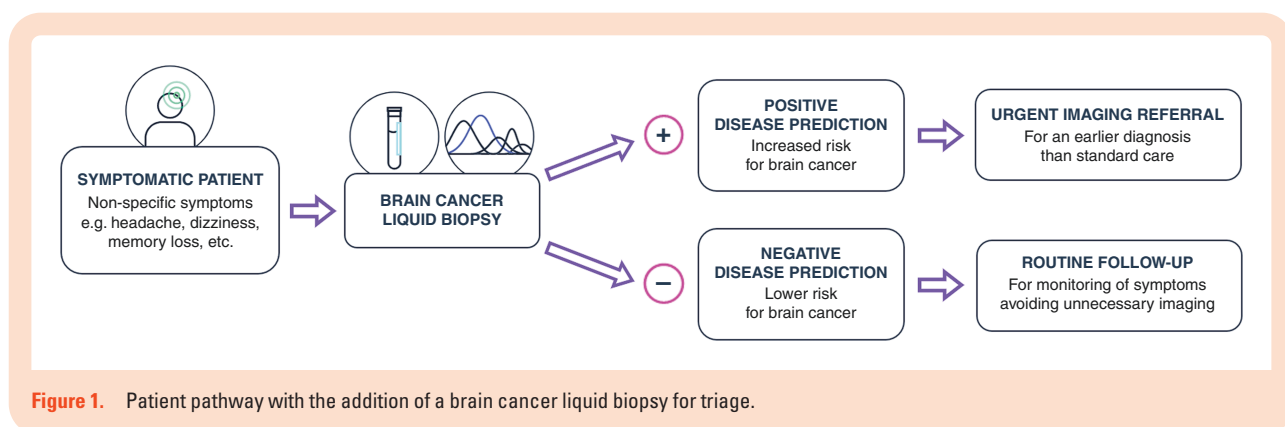 SYMPTOMATIC PATIENT
Non-specific symptoms
e.g. headache, dizziness,
memory loss, etc.
BRAIN CANCER
LIQUID BIOPSY
+
POSITIVE
DISEASE PREDICTION
Increased risk
for brain cancer
URGENT IMAGING REFERRAL
For an earlier diagnosis
than standard care
−
NEGATIVE
DISEASE PREDICTION
Lower risk
for brain cancer
ROUTINE FOLLOW-UP
For monitoring of symptoms
avoiding unnecessary imaging
Figure 1. Patient pathway with the addition of a brain cancer liquid biopsy for triage.